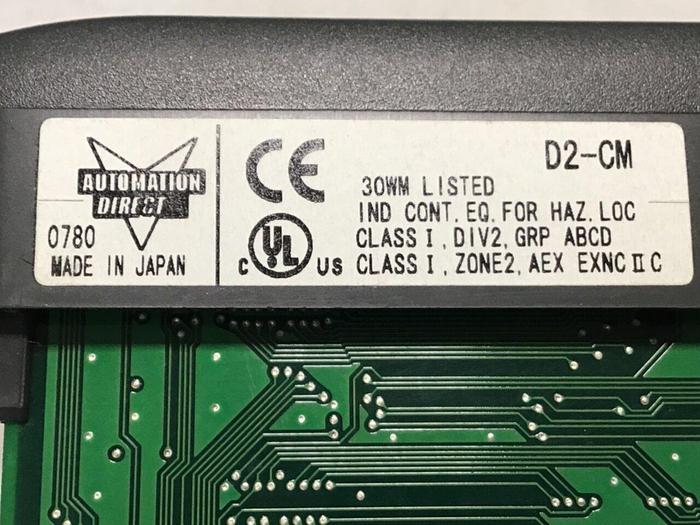 AUTOMATION
DIRECT
0780
MADE IN JAPAN
CE
C UL US
D2-CM
30WM LISTED
IND CONT. EQ. FOR HAZ. LOC
CLASS I, DIV2, GRP ABCD
CLASS I, ZONE2, AEX EXNC II C